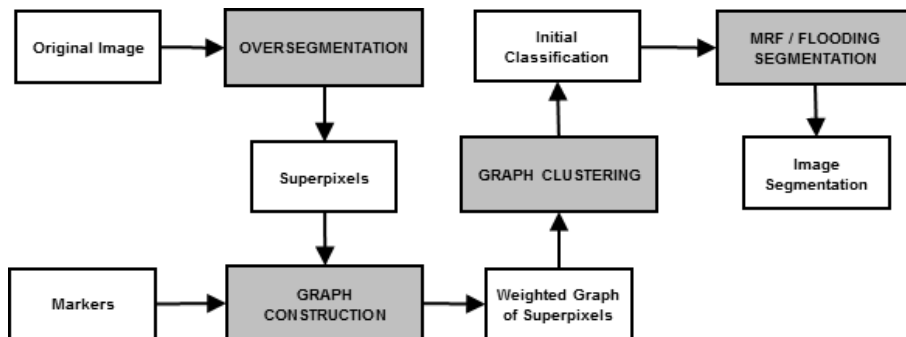 Original Image
OVERSEGMENTATION
Superpixels
Markers
GRAPH
CONSTRUCTION
Weighted Graph
of Superpixels
GRAPH CLUSTERING
Initial
Classification
MRF / FLOODING
SEGMENTATION
Image
Segmentation